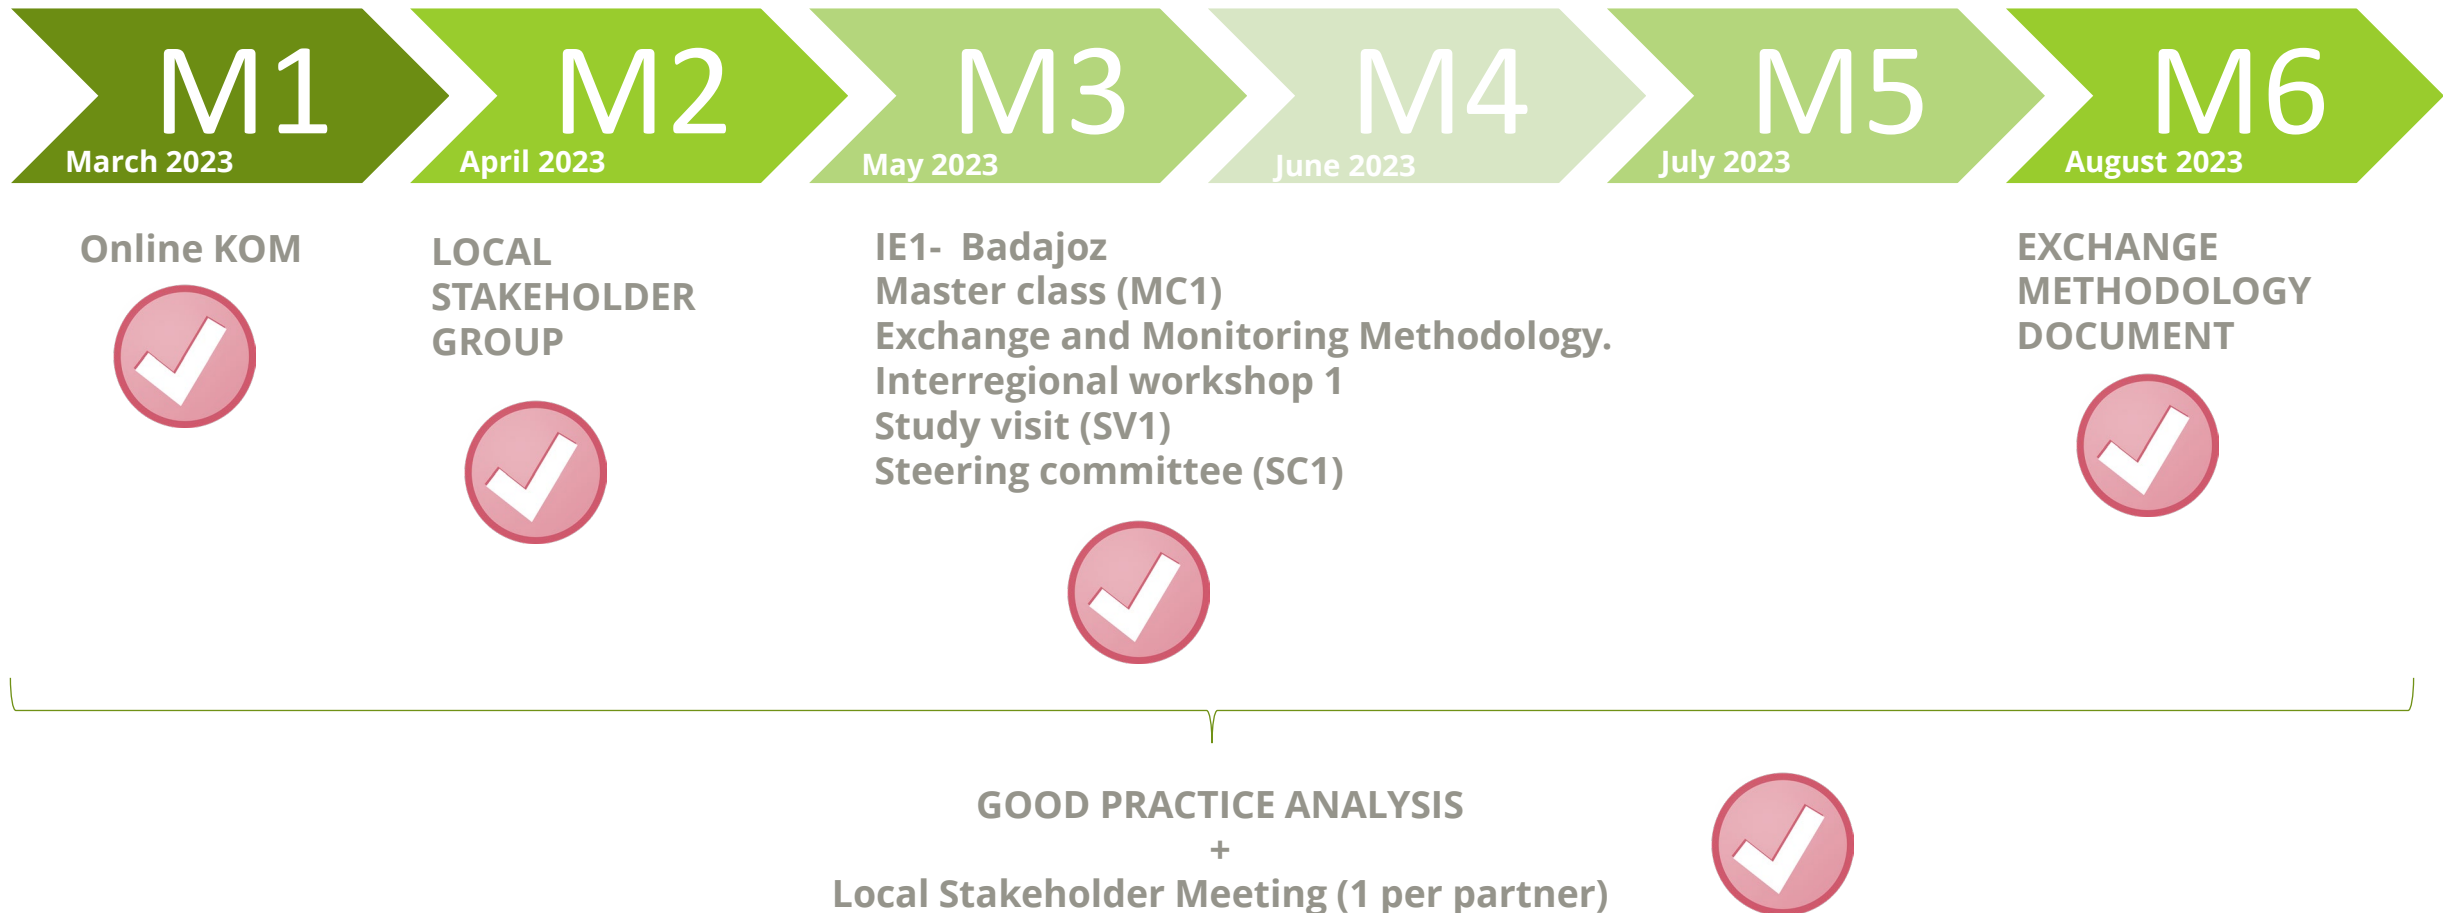 M1
March 2023
M2
April 2023
M3
May 2023
M4
June 2023
M5
July 2023
M6
August 2023
Online KOM
LOCAL
STAKEHOLDER
GROUP
IE1-  Badajoz
Master class (MC1)
Exchange and Monitoring Methodology.
Interregional workshop 1
Study visit (SV1)
Steering committee (SC1)
EXCHANGE
METHODOLOGY
DOCUMENT
GOOD PRACTICE ANALYSIS
+
Local Stakeholder Meeting (1 per partner)